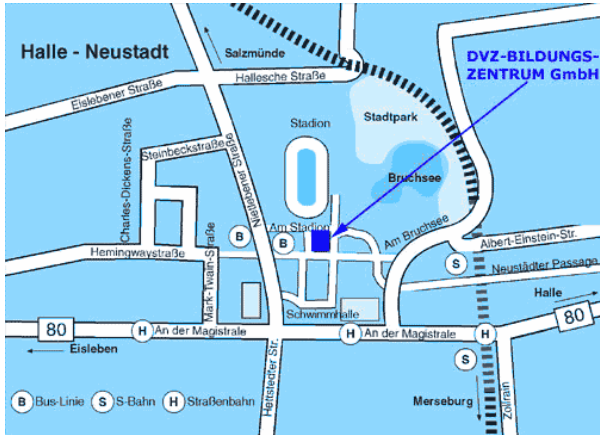 Halle - Neustadt
Salzmünde
DVZ-BILDUNGS-
ZENTRUM GmbH
Hallesche Straße
Eislebener Straße
Stadtpark
Stadion
Steinbeckstraße
Charles-Dickens-Straße
Nietlebener Straße
Bruchsee
Am Stadion
Am Bruchsee
B
B
Albert-Einstein-Str.
Hemingwaystraße
S
Neustädter Passage
Mark-Twain-Straße
Halle
Schwimmhalle
80
H
An der Magistrale
H
An der Magistrale
H
80
Eisleben
Hettstedter Str.
S
Zollrain
Merseburg
B Bus-Linie S S-Bahn H Straßenbahn